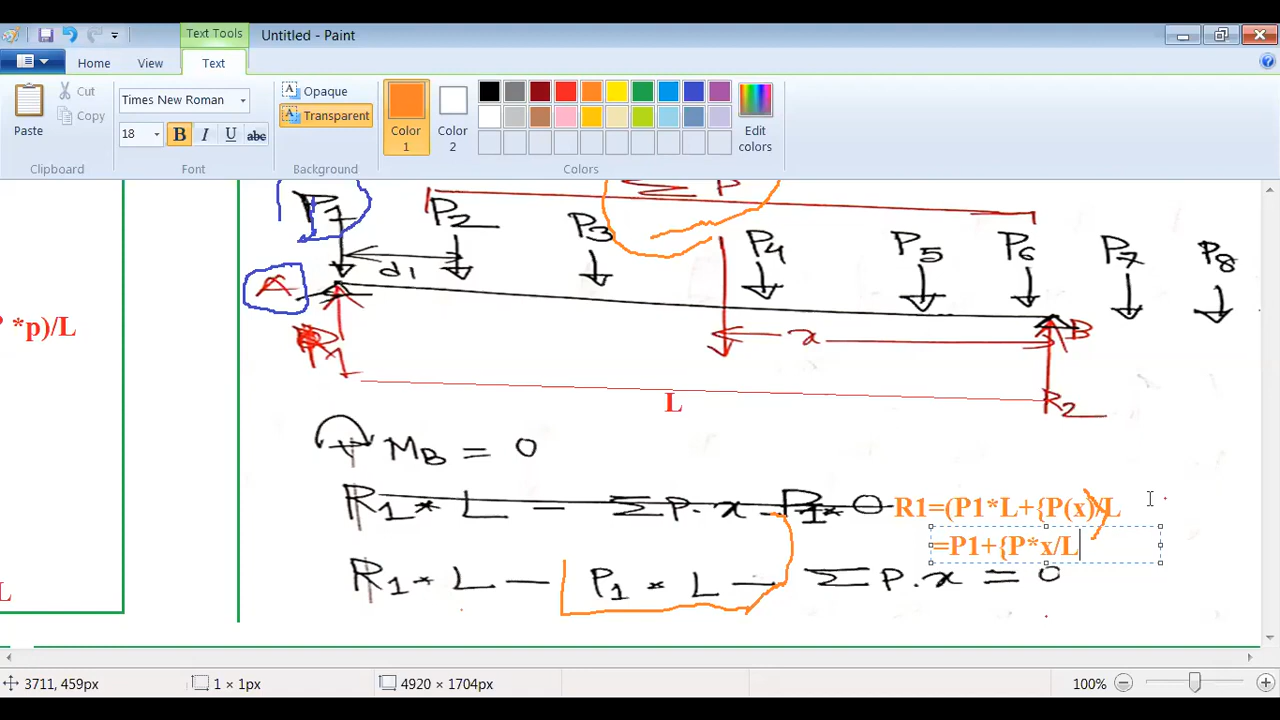 Text Tools
Untitled - Paint
Home View Text
Paste
Cut
Copy
Clipboard
Times New Roman
18 B I U abc
Font
Opaque
Transparent
Background
Color 1
Color 2
Edit colors
Colors
Σ P
P1 P2 P3 P4 P5 P6 P7 P8
d1
A
B
x
R1
R2
L
*p)/L
L
MB = 0
R1* L - ΣP.x - P1* 0
R1=(P1*L+{P(x)/L
=P1+{P*x/L
R1* L - P1 * L - ΣP.x = 0
3711, 459px
1 × 1px
4920 × 1704px
100%